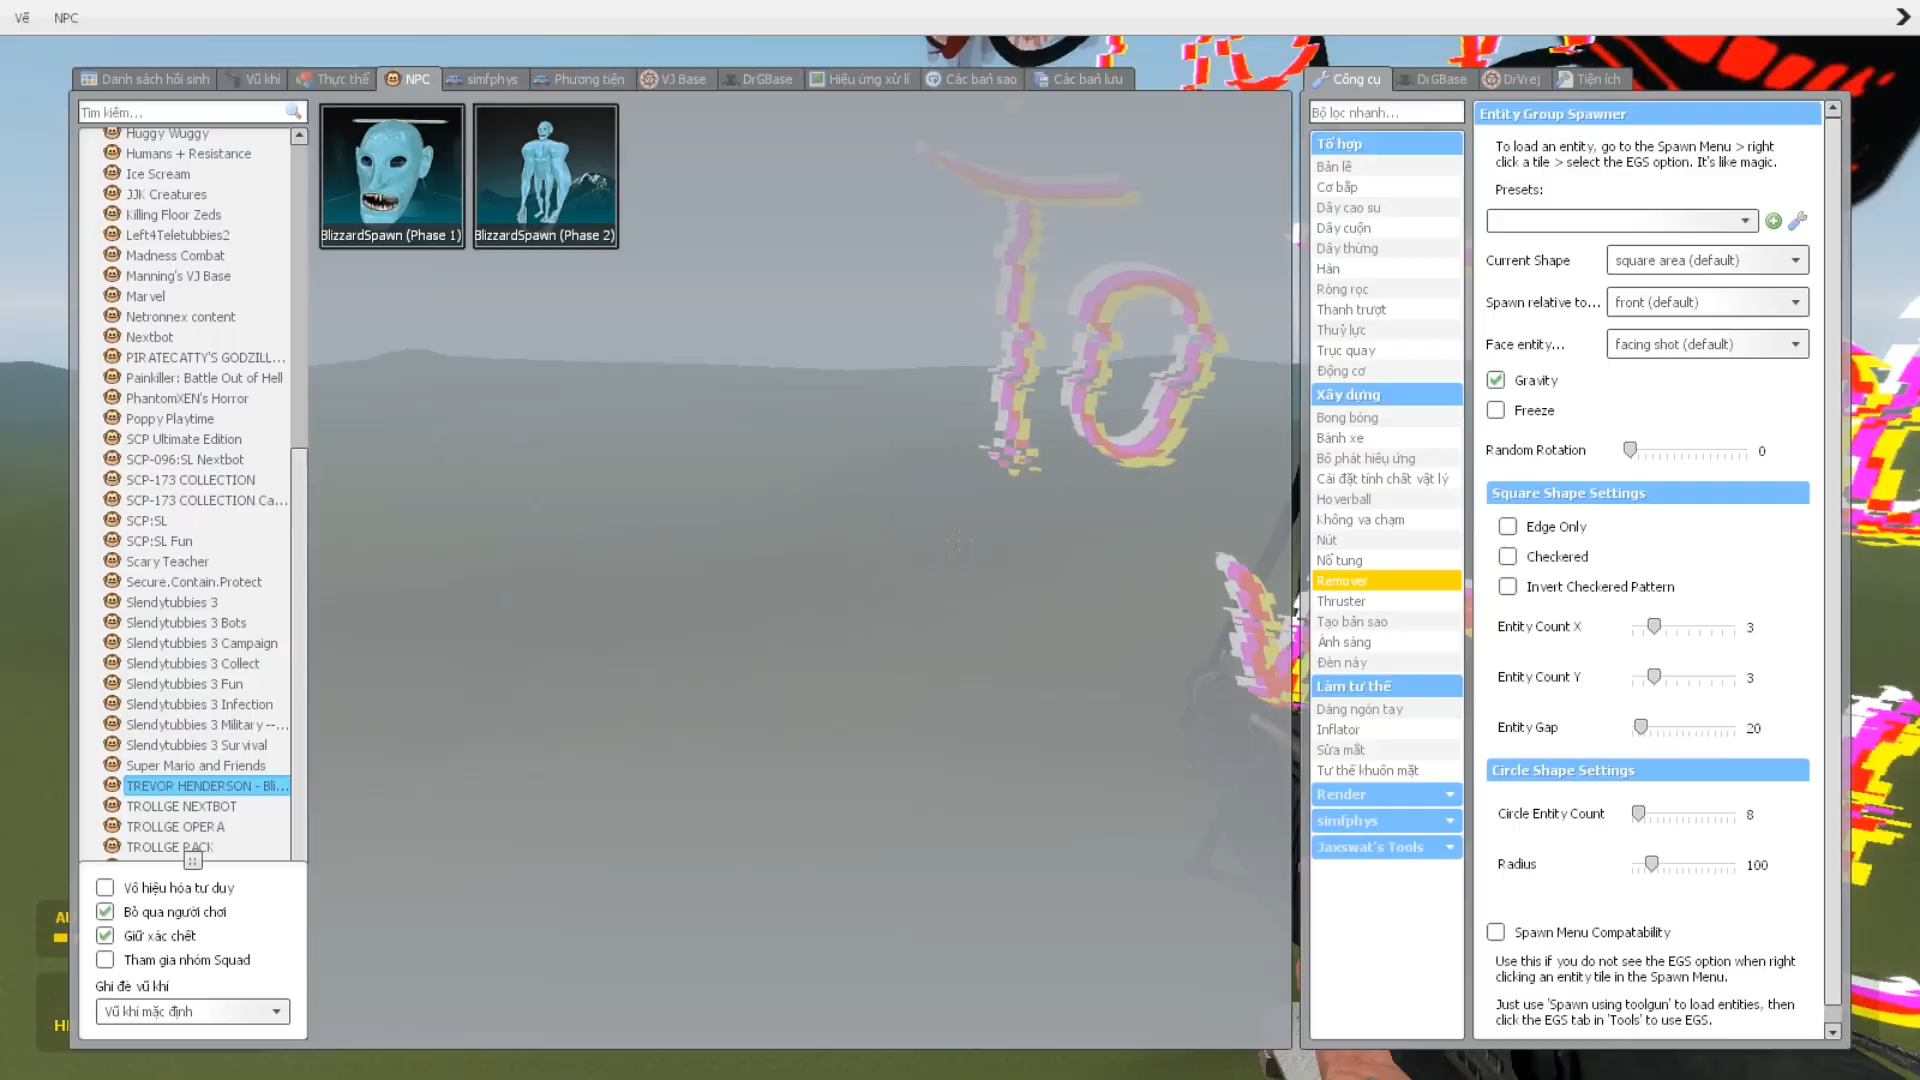 Vẽ NPC
Danh sách hồi sinh Vũ khí Thực thể NPC simfphys Phương tiện VJ Base DrGBase Hiệu ứng xử lí Các bản sao Các bản lưu
Công cụ DrGBase DrVrej Tiện ích
Tìm kiếm...
Huggy Wuggy
Humans + Resistance
Ice Scream
JJK Creatures
Killing Floor Zeds
Left4Teletubbies2
Madness Combat
Manning's VJ Base
Marvel
Netronnex content
Nextbot
PIRATECATTY'S GODZILL...
Painkiller: Battle Out of Hell
PhantomXEN's Horror
Poppy Playtime
SCP Ultimate Edition
SCP-096:SL Nextbot
SCP-173 COLLECTION
SCP-173 COLLECTION Ca...
SCP:SL
SCP:SL Fun
Scary Teacher
Secure.Contain.Protect
Slendytubbies 3
Slendytubbies 3 Bots
Slendytubbies 3 Campaign
Slendytubbies 3 Collect
Slendytubbies 3 Fun
Slendytubbies 3 Infection
Slendytubbies 3 Military --...
Slendytubbies 3 Survival
Super Mario and Friends
TREVOR HENDERSON - Bli...
TROLLGE NEXTBOT
TROLLGE OPERA
TROLLGE PACK
Vô hiệu hóa tư duy
Bỏ qua người chơi
Giữ xác chết
Tham gia nhóm Squad
Ghi đè vũ khí
Vũ khí mặc định
BlizzardSpawn (Phase 1)
BlizzardSpawn (Phase 2)
To
Bộ lọc nhanh...
Tổ hợp
Bản lề
Cơ bắp
Dây cao su
Dây cuộn
Dây thừng
Hàn
Ròng rọc
Thanh trượt
Thuỷ lực
Trục quay
Động cơ
Xây dựng
Bong bóng
Bánh xe
Bộ phát hiệu ứng
Cài đặt tính chất vật lý
Hoverball
Không va chạm
Nút
Nổ tung
Remover
Thruster
Tạo bản sao
Ánh sáng
Đèn này
Làm tư thế
Dáng ngón tay
Inflator
Sửa mắt
Tư thế khuôn mặt
Render
simfphys
Jaxswat's Tools
Entity Group Spawner
To load an entity, go to the Spawn Menu > right
click a tile > select the EGS option. It's like magic.
Presets:
Current Shape square area (default)
Spawn relative to... front (default)
Face entity... facing shot (default)
Gravity
Freeze
Random Rotation 0
Square Shape Settings
Edge Only
Checkered
Invert Checkered Pattern
Entity Count X 3
Entity Count Y 3
Entity Gap 20
Circle Shape Settings
Circle Entity Count 8
Radius 100
Spawn Menu Compatability
Use this if you do not see the EGS option when right
clicking an entity tile in the Spawn Menu.
Just use 'Spawn using toolgun' to load entities, then
click the EGS tab in 'Tools' to use EGS.